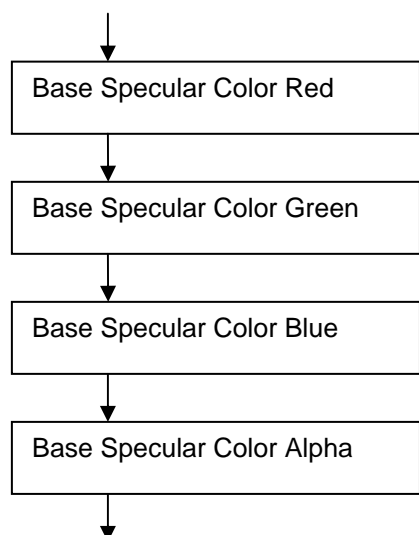 Base Specular Color Red
Base Specular Color Green
Base Specular Color Blue
Base Specular Color Alpha